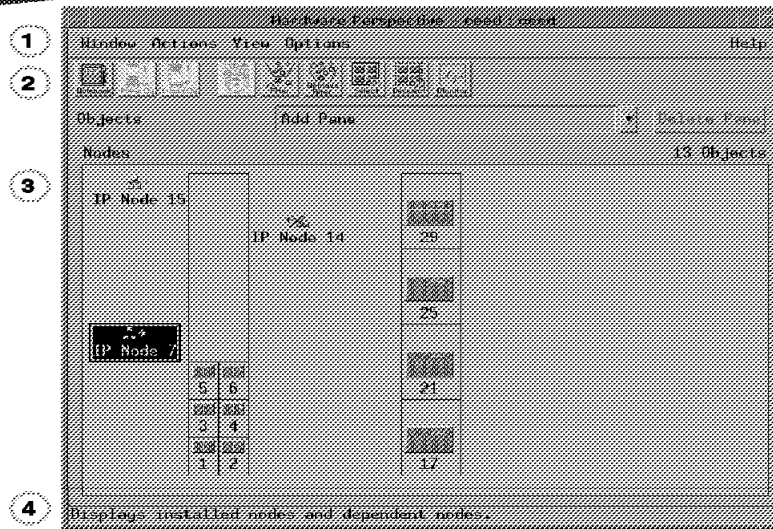 Hardware Perspective
1
Window Actions View Options Help
2
Objects Add Pane Delete Pane
Nodes 13 Objects
3
IP Node 15
IP Node 14
29
25
IP Node 7
5 6
21
3 4
1 2
17
4
Displays installed nodes and dependent nodes.